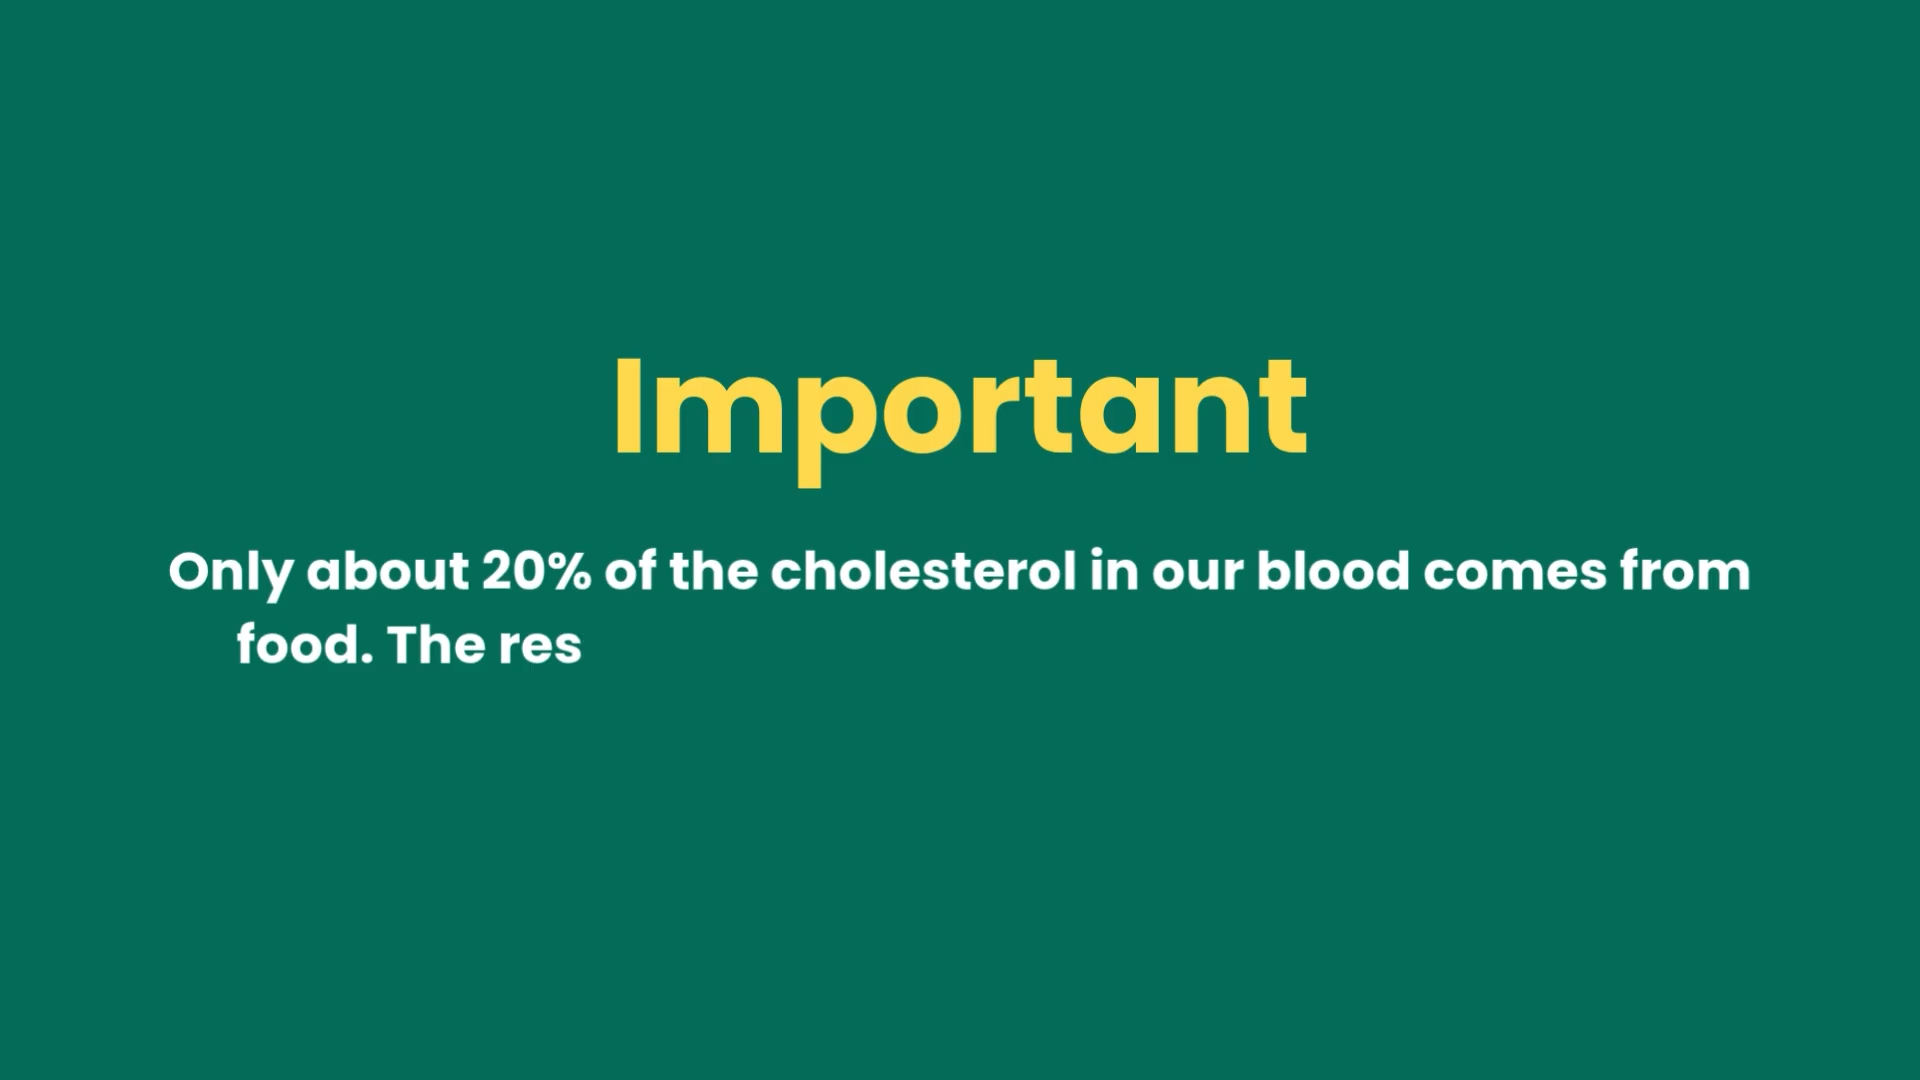 Important
Only about 20% of the cholesterol in our blood comes from
food. The res